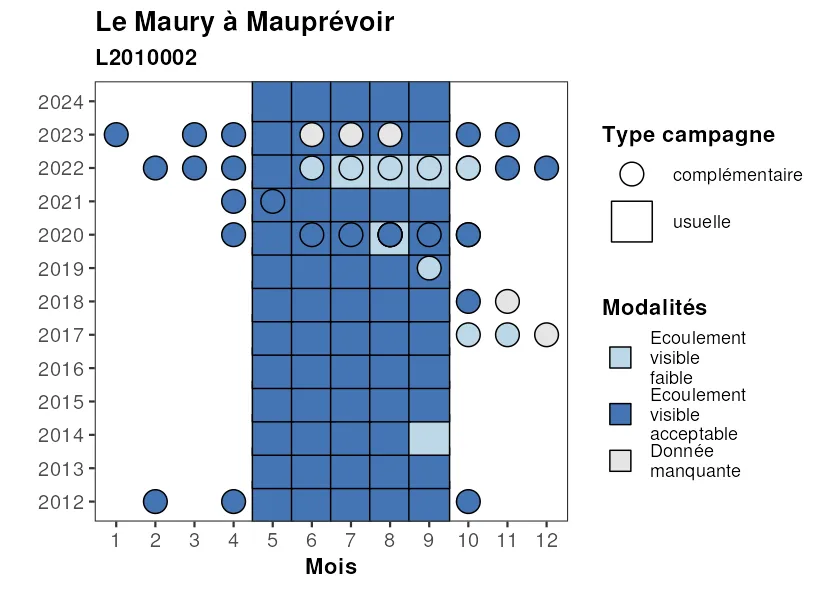 Le Maury à Mauprévoir
L2010002
2024
2023
2022
2021
2020
2019
2018
2017
2016
2015
2014
2013
2012
1 2 3 4 5 6 7 8 9 10 11 12
Mois
Type campagne
complémentaire
usuelle
Modalités
Ecoulement
visible
faible
Ecoulement
visible
acceptable
Donnée
manquante